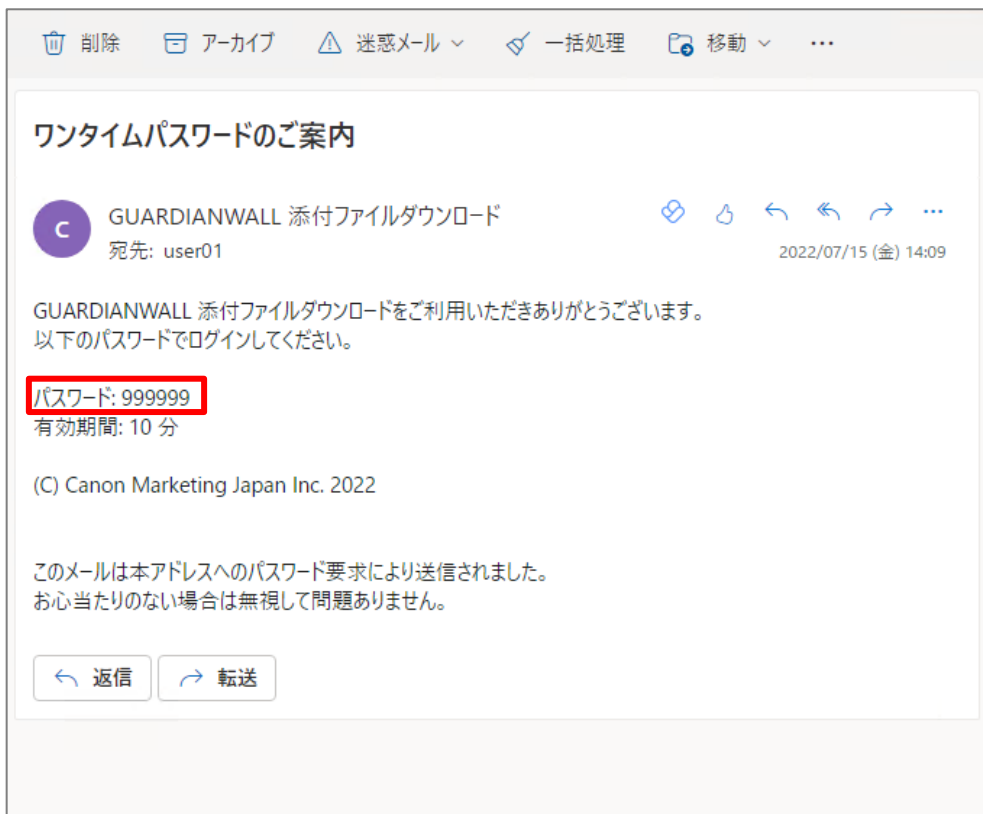 削除 アーカイブ 迷惑メール 一括処理 移動 …
ワンタイムパスワードのご案内
C
GUARDIANWALL 添付ファイルダウンロード
宛先: user01
2022/07/15 (金) 14:09
GUARDIANWALL 添付ファイルダウンロードをご利用いただきありがとうございます。
以下のパスワードでログインしてください。
パスワード: 999999
有効期間: 10 分
(C) Canon Marketing Japan Inc. 2022
このメールは本アドレスへのパスワード要求により送信されました。
お心当たりのない場合は無視して問題ありません。
返信 転送